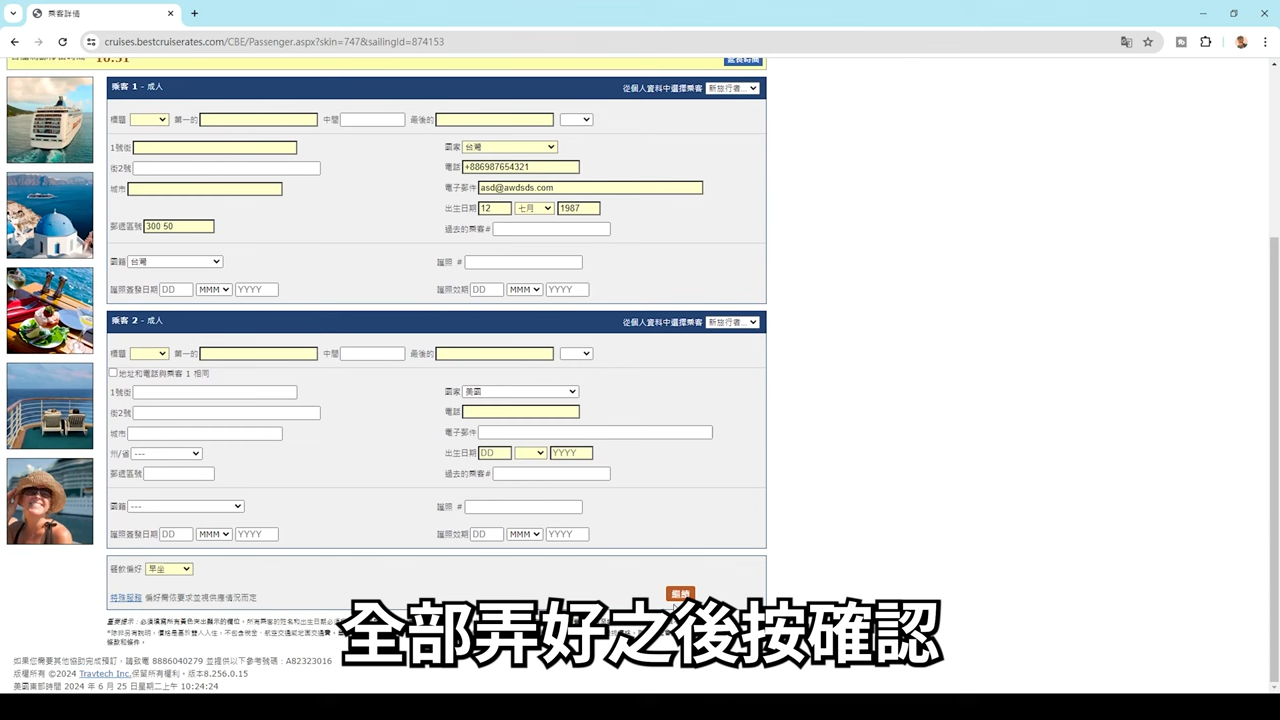 乘客詳情
cruises.bestcruiserates.com/CBE/Passenger.aspx?skin=747&sailingId=874153
延長時間
乘客 1 - 成人 從個人資料中選擇乘客 新旅行者...
標題 第一的 中間 最後的
1號街 國家 台灣
街2號 電話 +886987654321
城市 電子郵件 asd@awdsds.com
出生日期 12 七月 1987
郵遞區號 300 50 過去的乘客#
國籍 台灣 護照 #
護照簽發日期 DD MMM YYYY 護照效期 DD MMM YYYY
乘客 2 - 成人 從個人資料中選擇乘客 新旅行者...
標題 第一的 中間 最後的
地址和電話與乘客 1 相同
1號街 國家 美國
街2號 電話
城市 電子郵件
州/省 --- 出生日期 DD YYYY
郵遞區號 過去的乘客#
國籍 --- 護照 #
護照簽發日期 DD MMM YYYY 護照效期 DD MMM YYYY
餐飲偏好 早坐
特殊服務 偏好需依要求並視供應情況而定 繼續
全部弄好之後按確認
條款和條件。
如果您需要其他協助完成預訂，請致電 8886040279 並提供以下參考號碼：A82323016
版權所有 ©2024 Travtech Inc.保留所有權利。版本8.256.0.15
美國東部時間 2024 年 6 月 25 日星期二上午 10:24:24